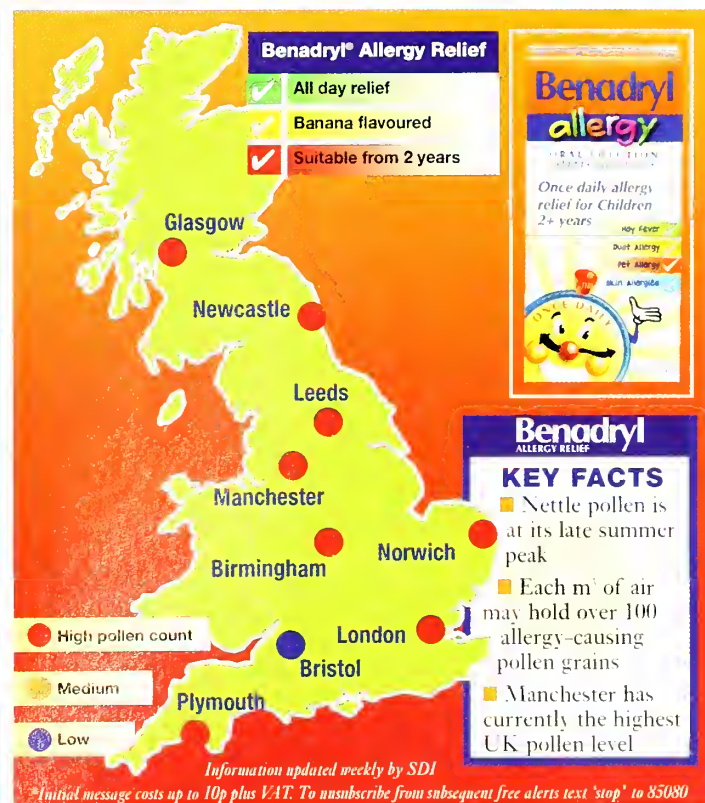 Benadryl® Allergy Relief
All day relief
Banana flavoured
Suitable from 2 years
Benadryl
allergy
ORAL SOLUTION
Once daily allergy
relief for Children
2+ years
Hay Fever
Dust Allergy
Pet Allergy
Skin Allergies
ONCE DAILY
Glasgow
Newcastle
Leeds
Manchester
Birmingham
Norwich
London
Bristol
Plymouth
High pollen count
Medium
Low
Benadryl
ALLERGY RELIEF
KEY FACTS
Nettle pollen is
at its late summer
peak
Each m³ of air
may hold over 100
allergy-causing
pollen grains
Manchester has
currently the highest
UK pollen level
Information updated weekly by SDI
*Initial message costs up to 10p plus VAT. To unsubscribe from subsequent free alerts text 'stop' to 85080